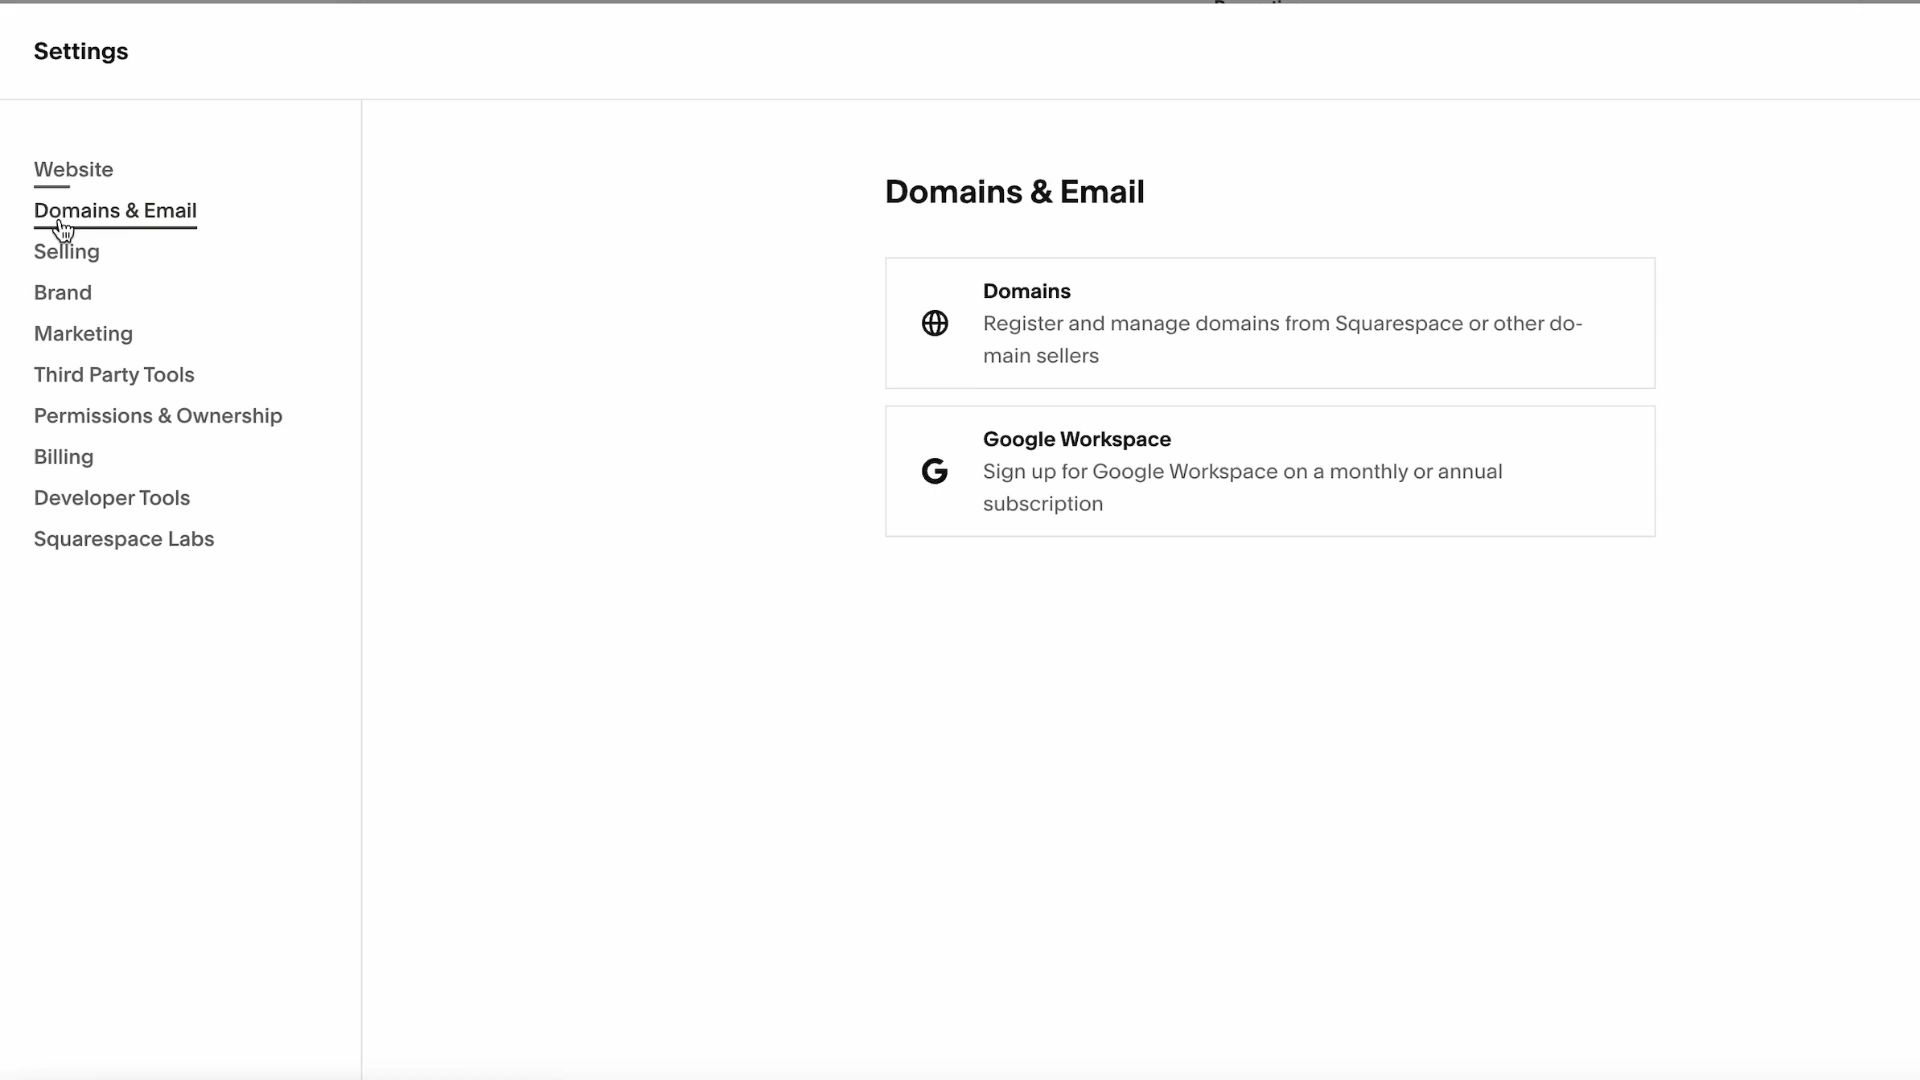 Settings
Website
Domains & Email
Selling
Brand
Marketing
Third Party Tools
Permissions & Ownership
Billing
Developer Tools
Squarespace Labs
Domains & Email
Domains
Register and manage domains from Squarespace or other do-
main sellers
Google Workspace
Sign up for Google Workspace on a monthly or annual
subscription